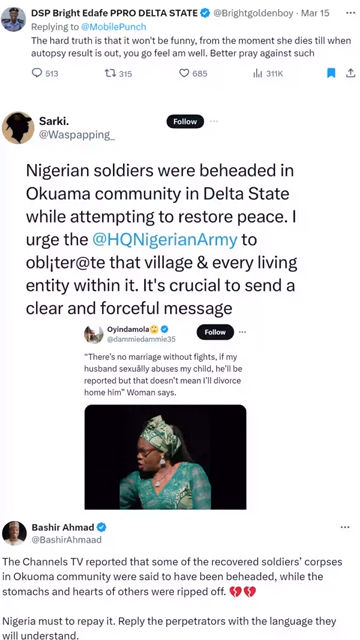 DSP Bright Edafe PPRO DELTA STATE @Brightgoldenboy · Mar 15
Replying to @MobilePunch
The hard truth is that it won't be funny, from the moment she dies till when
autopsy result is out, you go feel am well. Better pray against such
513 315 685 311K
Sarki.
@Waspapping_
Follow
Nigerian soldiers were beheaded in
Okuama community in Delta State
while attempting to restore peace. I
urge the @HQNigerianArmy to
obl¡ter@te that village & every living
entity within it. It's crucial to send a
clear and forceful message
Oyindamola
@dammiedammie35
Follow
"There's no marriage without fights, if my
husband sexuálly abuses my child, he'll be
reported but that doesn't mean I'll divorce
home him" Woman says.
Bashir Ahmad
@BashirAhmaad
The Channels TV reported that some of the recovered soldiers' corpses
in Okuoma community were said to have been beheaded, while the
stomachs and hearts of others were ripped off. 💔💔
Nigeria must to repay it. Reply the perpetrators with the language they
will understand.